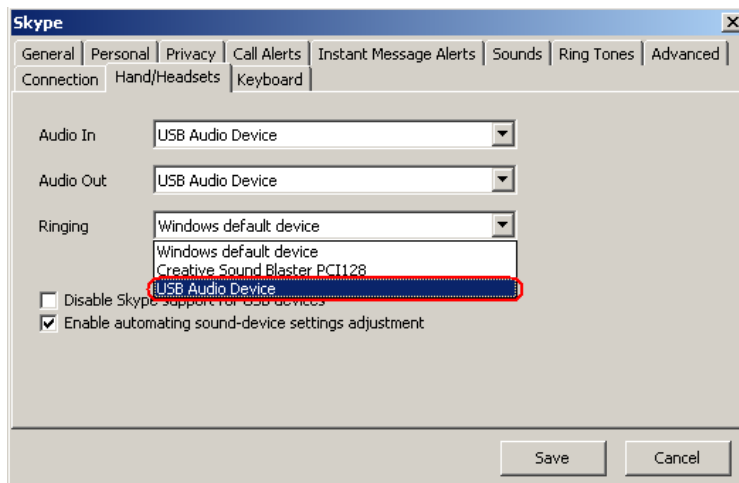 Skype
General Personal Privacy Call Alerts Instant Message Alerts Sounds Ring Tones Advanced
Connection Hand/Headsets Keyboard
Audio In USB Audio Device
Audio Out USB Audio Device
Ringing Windows default device
Windows default device
Creative Sound Blaster PCI128
USB Audio Device
Disable Skype support for USB devices
Enable automating sound-device settings adjustment
Save Cancel